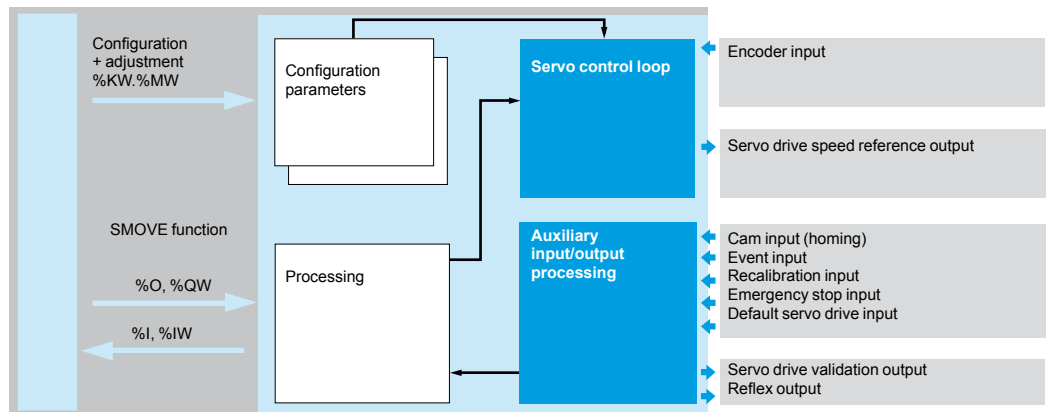 Configuration
+ adjustment
%KW.%MW
Configuration
parameters
Servo control loop
Encoder input
Servo drive speed reference output
SMOVE function
%O, %QW
%I, %IW
Processing
Auxiliary
input/output
processing
Cam input (homing)
Event input
Recalibration input
Emergency stop input
Default servo drive input
Servo drive validation output
Reflex output